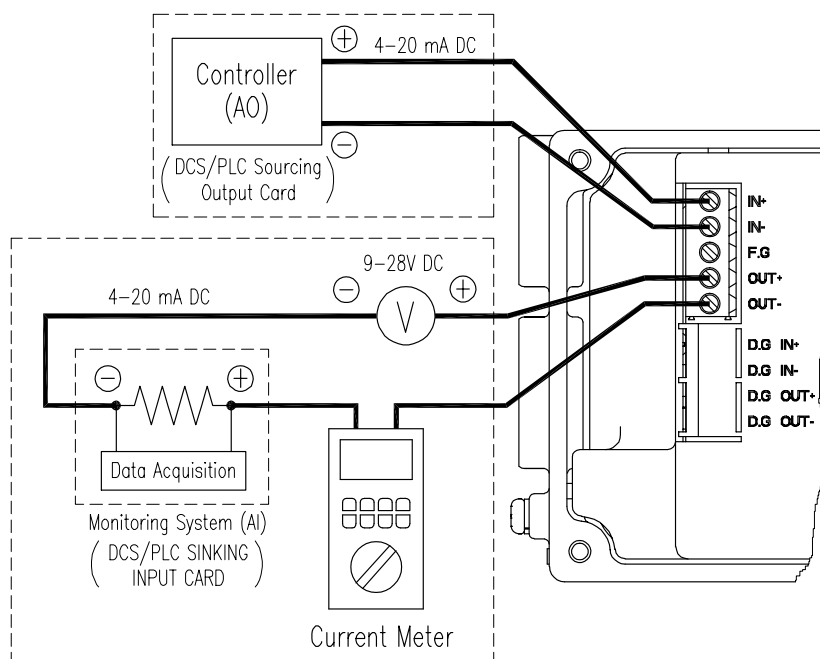 4-20 mA DC
Controller
(AO)
(DCS/PLC Sourcing
Output Card)
IN+
IN-
F.G
OUT+
OUT-
D.G IN+
D.G IN-
D.G OUT+
D.G OUT-
9-28V DC
4-20 mA DC
V
Data Acquisition
Monitoring System (AI)
(DCS/PLC SINKING
INPUT CARD)
Current Meter